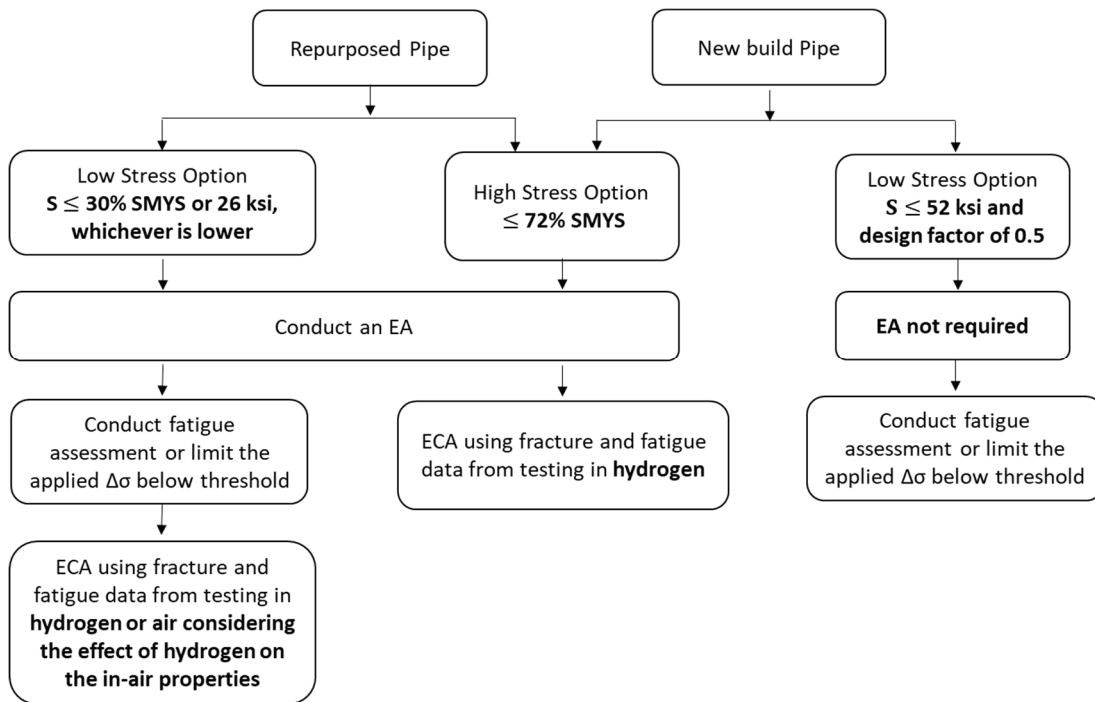 Repurposed Pipe
New build Pipe
Low Stress Option
S ≤ 30% SMYS or 26 ksi,
whichever is lower
High Stress Option
≤ 72% SMYS
Low Stress Option
S ≤ 52 ksi and
design factor of 0.5
Conduct an EA
EA not required
Conduct fatigue
assessment or limit the
applied Δσ below threshold
ECA using fracture and fatigue
data from testing in hydrogen
Conduct fatigue
assessment or limit the
applied Δσ below threshold
ECA using fracture and
fatigue data from testing in
hydrogen or air considering
the effect of hydrogen on
the in-air properties